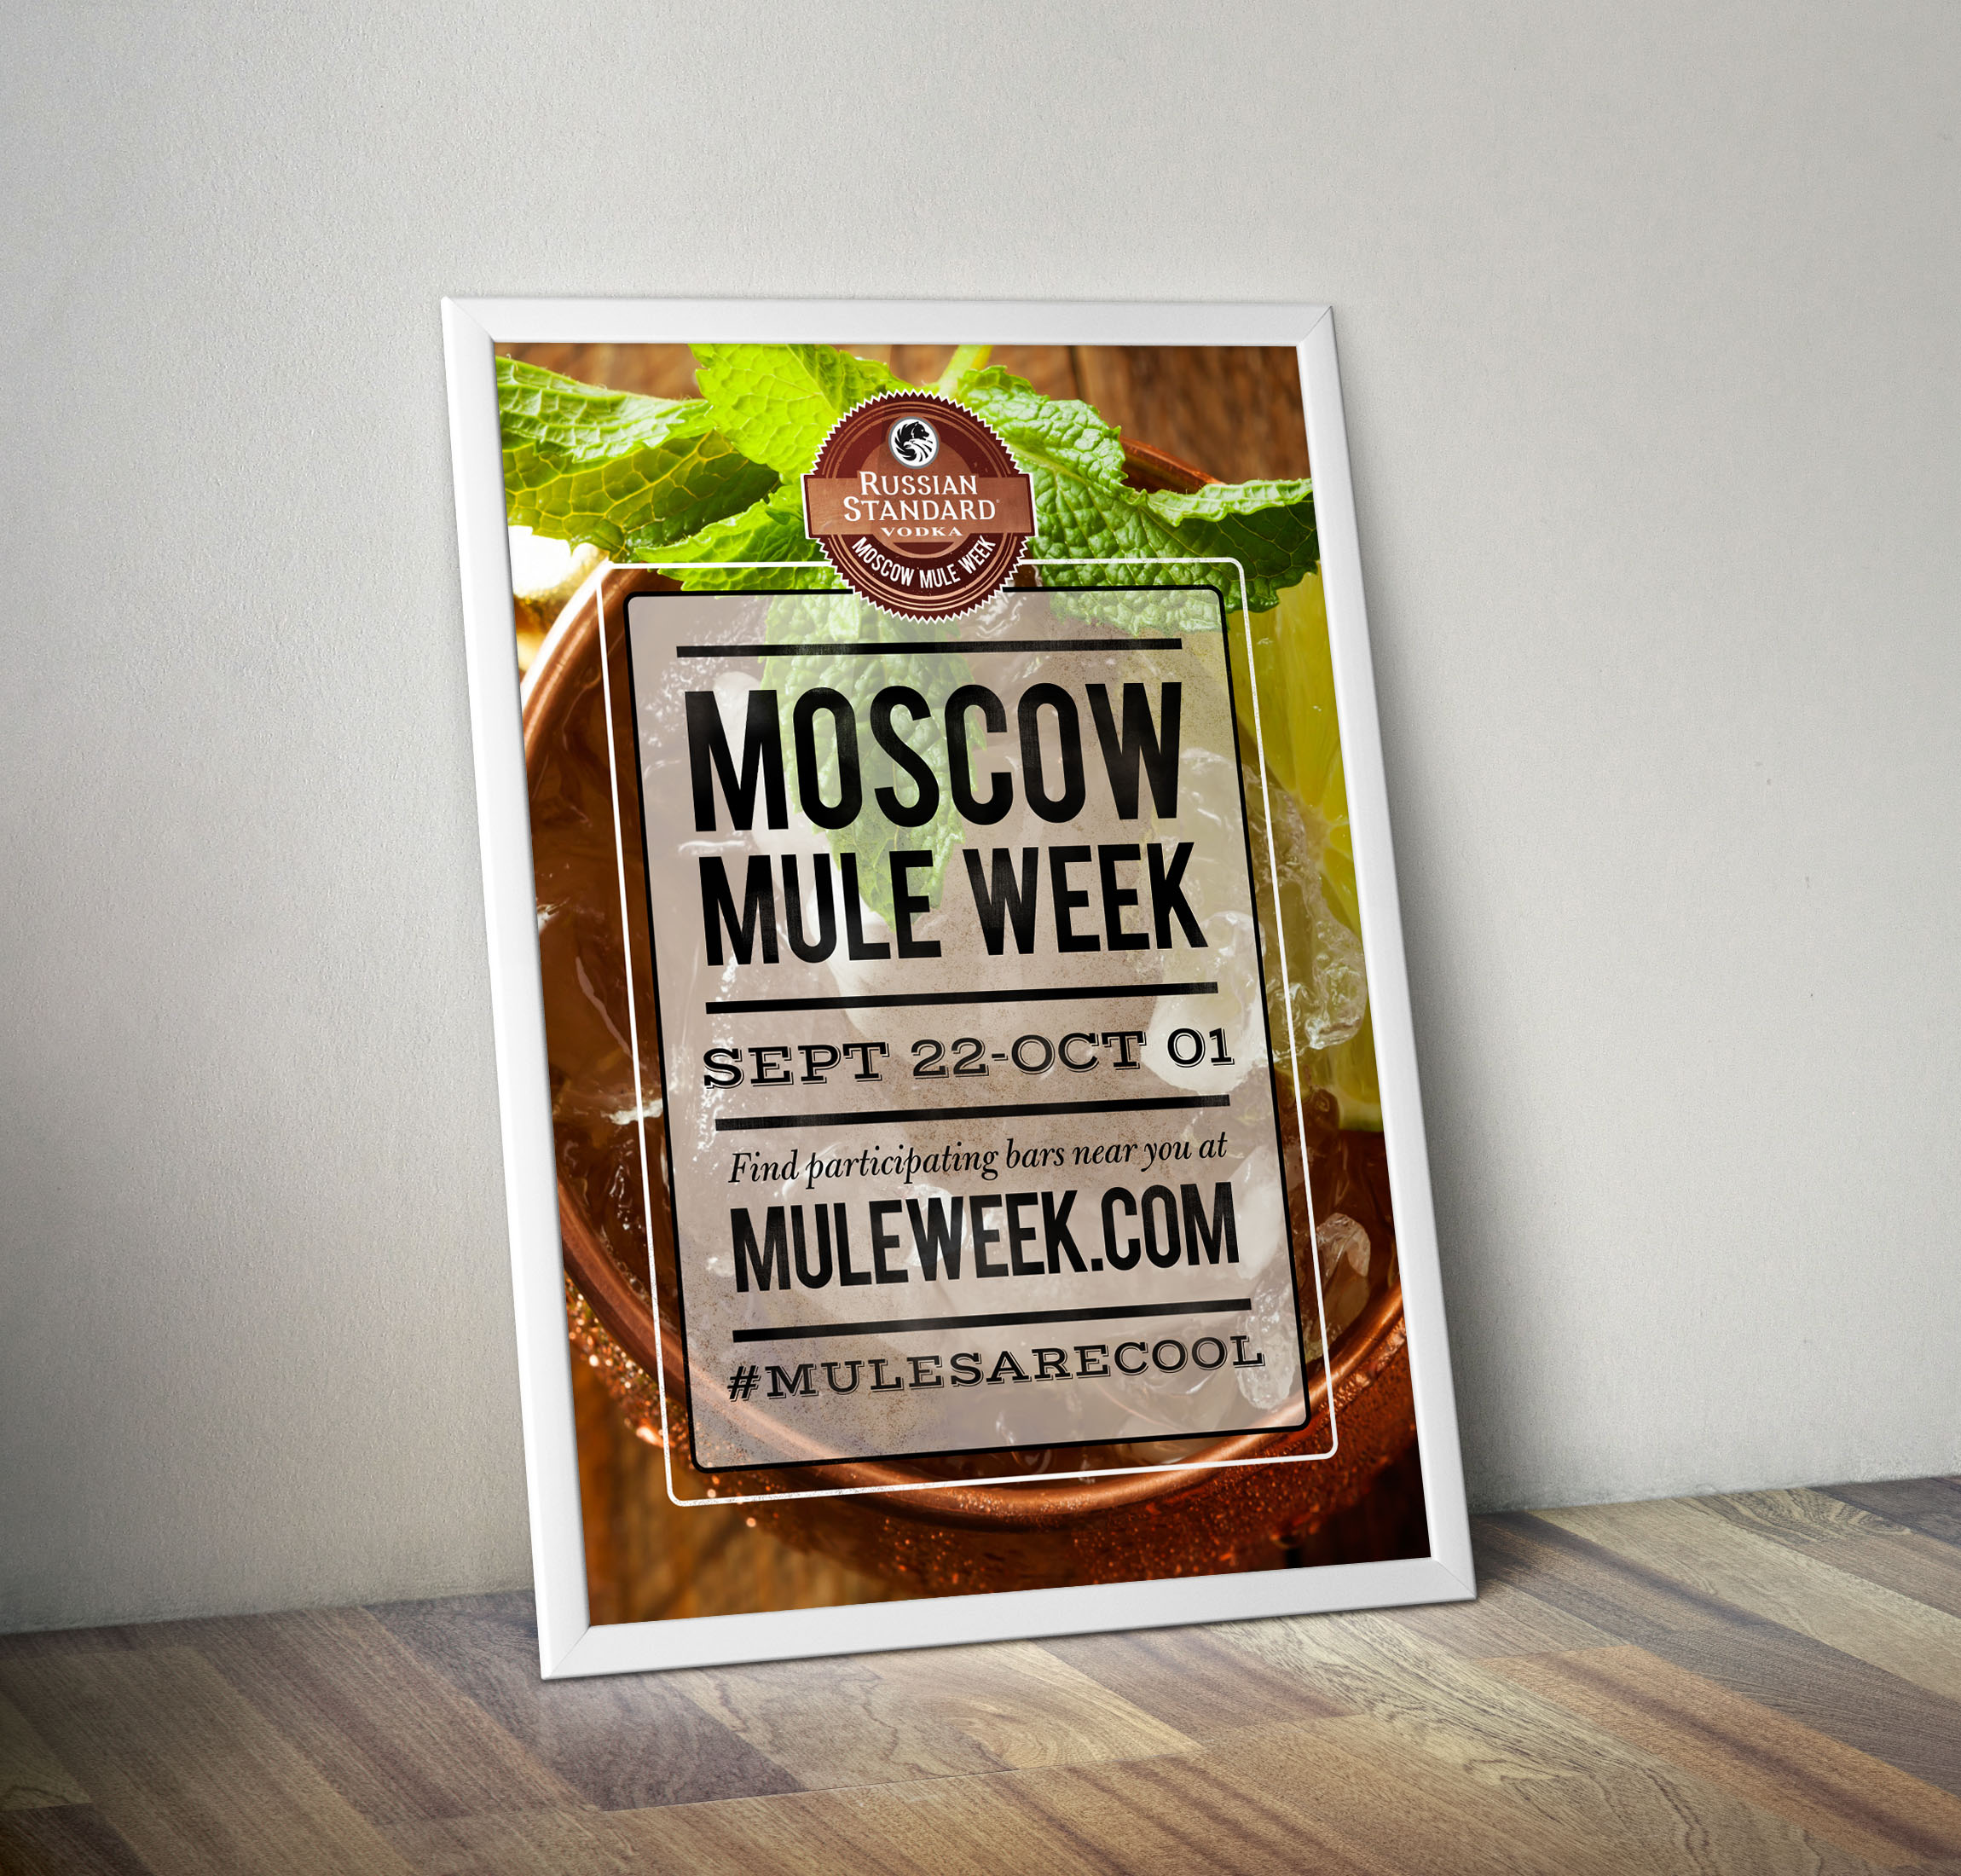 RUSSIAN
STANDARD
VODKA
MOSCOW MULE WEEK
MOSCOW
MULE WEEK
SEPT 22-OCT 01
Find participating bars near you at
MULEWEEK.COM
#MULESARECOOL